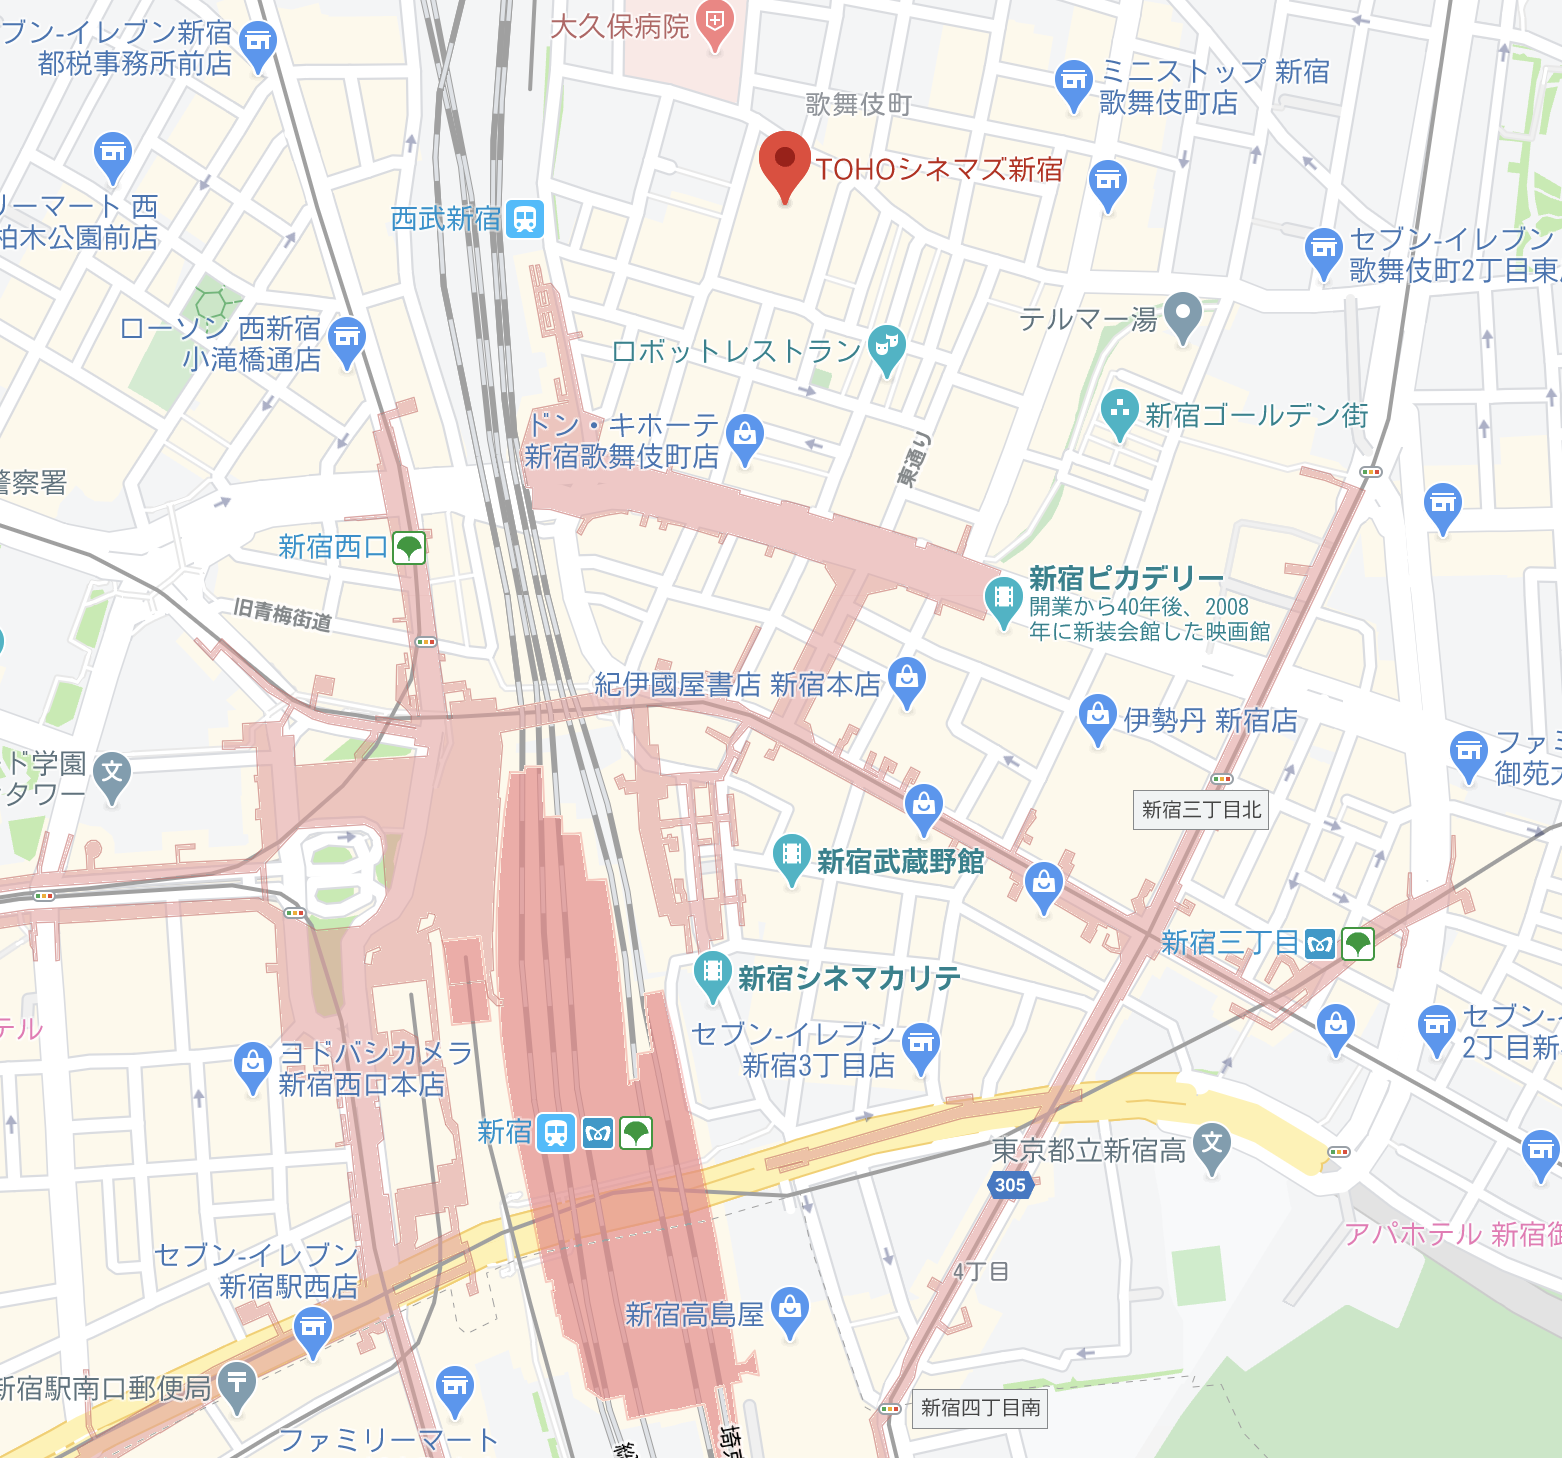 大久保病院
ブン-イレブン新宿
都税事務所前店
ミニストップ 新宿
歌舞伎町店
歌舞伎町
TOHOシネマズ新宿
リーマート 西
柏木公園前店
西武新宿
セブン-イレブン
歌舞伎町2丁目東
テルマー湯
ローソン 西新宿
小滝橋通店
ロボットレストラン
新宿ゴールデン街
ドン・キホーテ
新宿歌舞伎町店
東通り
警察署
新宿西口
新宿ピカデリー
開業から40年後、2008
年に新装会館した映画館
旧青梅街道
紀伊國屋書店 新宿本店
伊勢丹 新宿店
ド学園
タワー
ファミ
御苑
新宿三丁目北
新宿武蔵野館
新宿三丁目
新宿シネマカリテ
テル
セブン-イレブン
新宿3丁目店
セブン-
2丁目新
ヨドバシカメラ
新宿西口本店
新宿
東京都立新宿高
305
アパホテル 新宿御
セブン-イレブン
新宿駅西店
4丁目
新宿高島屋
新宿駅南口郵便局
新宿四丁目南
ファミリーマート
埼京